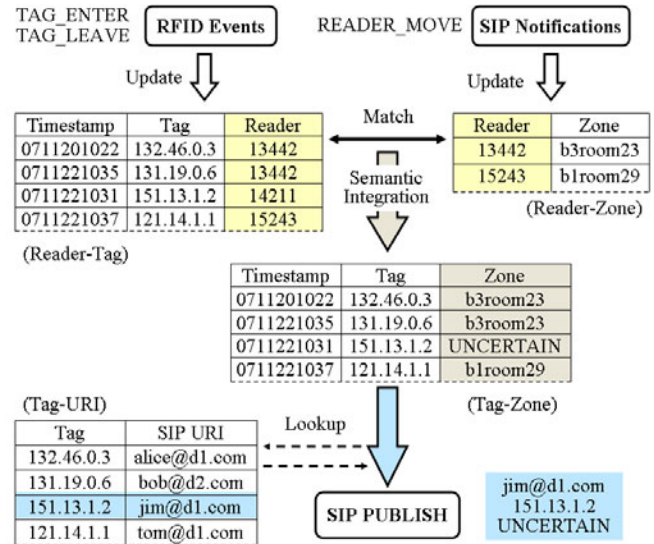 TAG_ENTER
TAG_LEAVE
RFID Events
READER_MOVE
SIP Notifications
Update
Update
Timestamp Tag Reader
0711201022 132.46.0.3 13442
0711221035 131.19.0.6 13442
0711221031 151.13.1.2 14211
0711221037 121.14.1.1 15243
(Reader-Tag)
Match
Semantic
Integration
Reader Zone
13442 b3room23
15243 b1room29
(Reader-Zone)
Timestamp Tag Zone
0711201022 132.46.0.3 b3room23
0711221035 131.19.0.6 b3room23
0711221031 151.13.1.2 UNCERTAIN
0711221037 121.14.1.1 b1room29
(Tag-Zone)
(Tag-URI)
Tag SIP URI
132.46.0.3 alice@d1.com
131.19.0.6 bob@d2.com
151.13.1.2 jim@d1.com
121.14.1.1 tom@d1.com
Lookup
SIP PUBLISH
jim@d1.com
151.13.1.2
UNCERTAIN